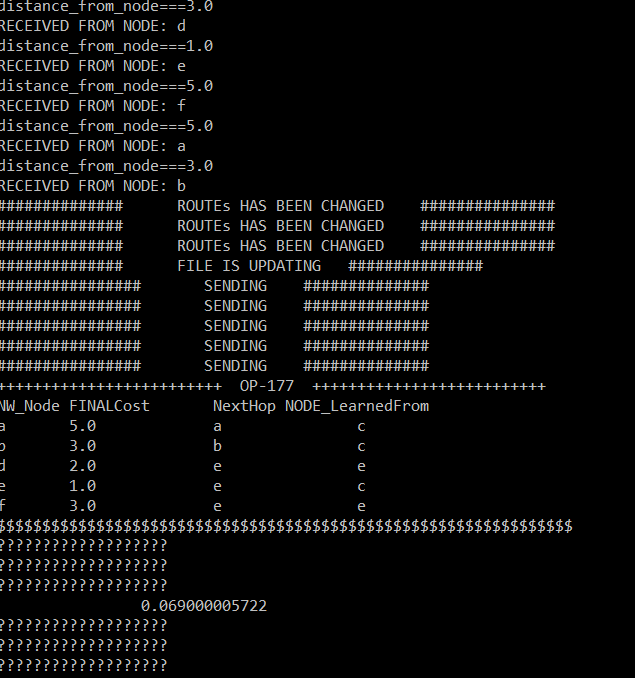 distance_from_node===3.0
RECEIVED FROM NODE: d
distance_from_node===1.0
RECEIVED FROM NODE: e
distance_from_node===5.0
RECEIVED FROM NODE: f
distance_from_node===5.0
RECEIVED FROM NODE: a
distance_from_node===3.0
RECEIVED FROM NODE: b
############## ROUTEs HAS BEEN CHANGED ###############
############## ROUTEs HAS BEEN CHANGED ###############
############## ROUTEs HAS BEEN CHANGED ###############
############## FILE IS UPDATING ###############
################ SENDING ##############
################ SENDING ##############
################ SENDING ##############
################ SENDING ##############
################ SENDING ##############
+++++++++++++++++++++++++ OP-177 ++++++++++++++++++++++++++
NW_Node FINALCost NextHop NODE_LearnedFrom
a 5.0 a c
b 3.0 b c
d 2.0 e e
e 1.0 e c
f 3.0 e e
$$$$$$$$$$$$$$$$$$$$$$$$$$$$$$$$$$$$$$$$$$$$$$$$$$$$$$$$$$$$$$$$
???????????????????
???????????????????
???????????????????
0.069000005722
???????????????????
???????????????????
???????????????????